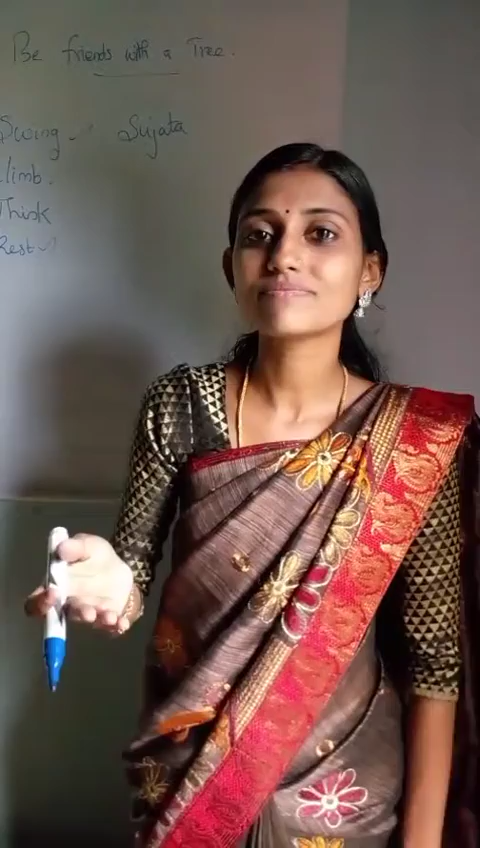 Be friends with a Tree.
Swing ✓ Sujata
limb.
Think
Rest ✓